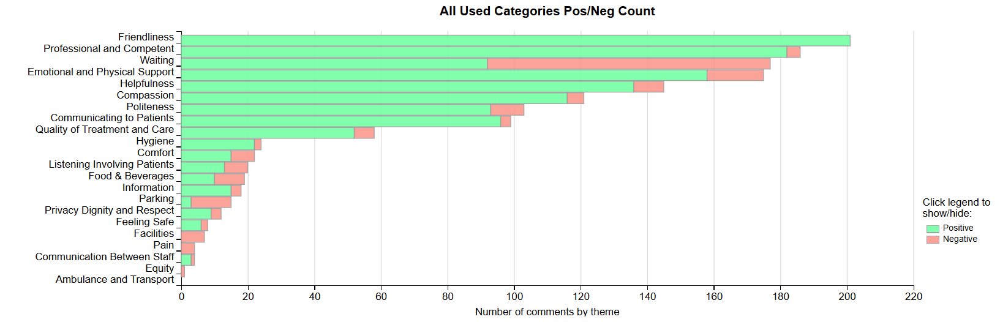 All Used Categories Pos/Neg Count
Friendliness
Professional and Competent
Waiting
Emotional and Physical Support
Helpfulness
Compassion
Politeness
Communicating to Patients
Quality of Treatment and Care
Hygiene
Comfort
Listening Involving Patients
Food & Beverages
Information
Parking
Privacy Dignity and Respect
Feeling Safe
Facilities
Pain
Communication Between Staff
Equity
Ambulance and Transport
0 20 40 60 80 100 120 140 160 180 200 220
Number of comments by theme
Click legend to
show/hide:
Positive
Negative